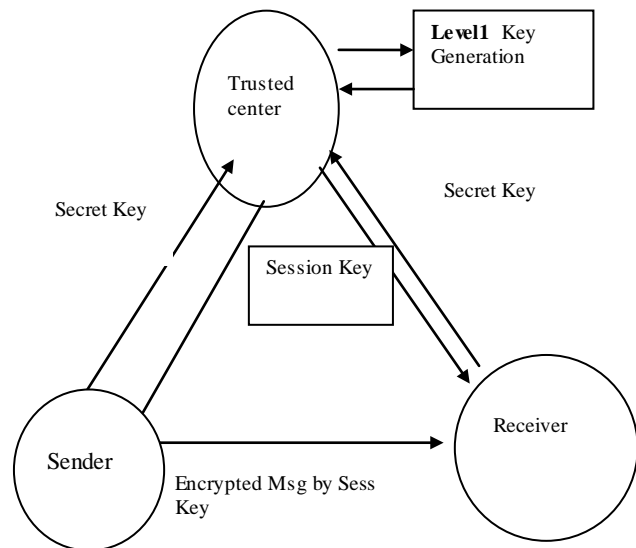 Level1 Key
Generation
Trusted
center
Secret Key
Secret Key
Session Key
Receiver
Sender
Encrypted Msg by Sess
Key